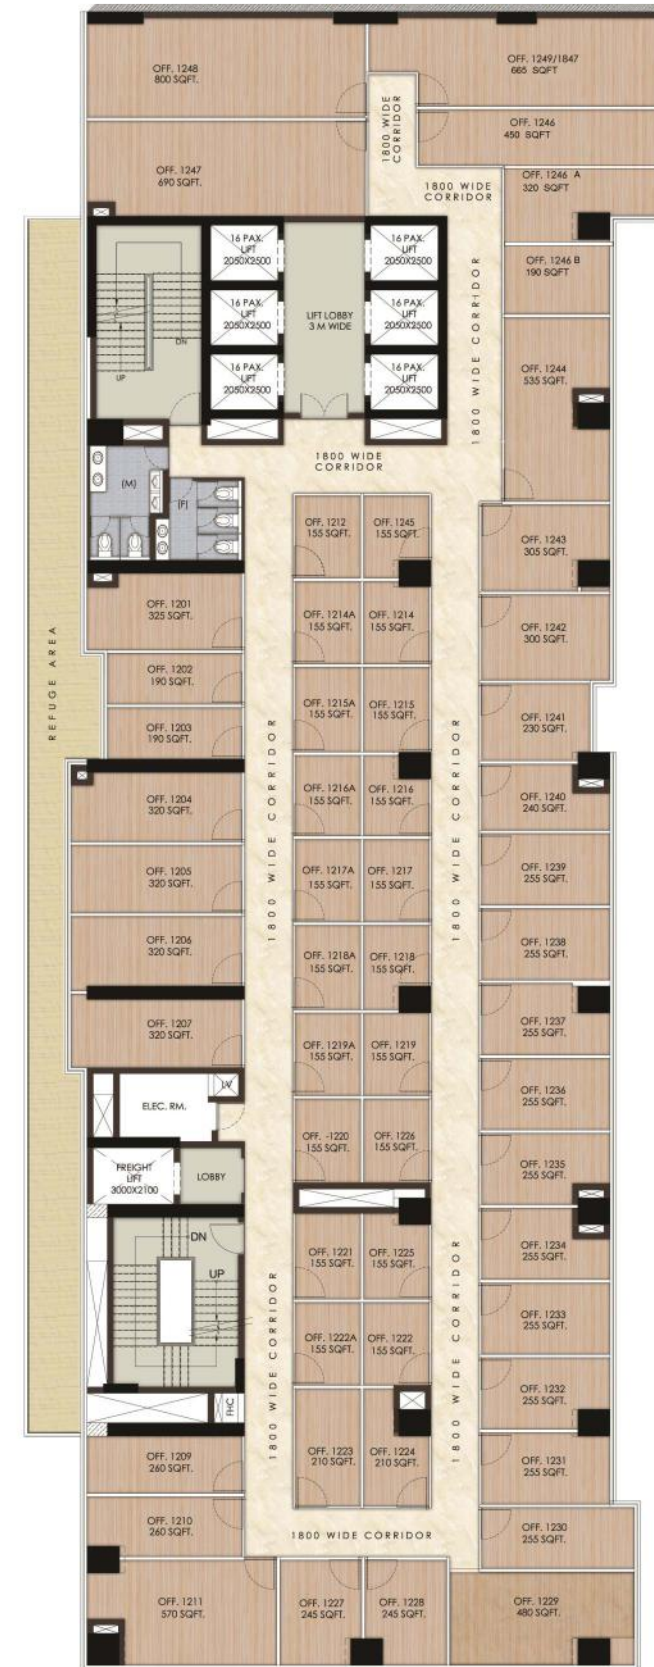 OFF. 1248
800 SQFT.
OFF. 1249/1847
665 SQFT
1800 WIDE
CORRIDOR
OFF. 1246
450 SQFT
OFF. 1247
690 SQFT.
1800 WIDE
CORRIDOR
OFF. 1246 A
320 SQFT
16 PAX.
LIFT
2050X2500
16 PAX.
LIFT
2050X2500
OFF. 1246 B
190 SQFT
LIFT LOBBY
3 M WIDE
16 PAX.
LIFT
2050X2500
16 PAX.
LIFT
2050X2500
1800 WIDE CORRIDOR
DN
UP
16 PAX.
LIFT
2050X2500
16 PAX.
LIFT
2050X2500
OFF. 1244
535 SQFT.
1800 WIDE
CORRIDOR
(M)
(F)
OFF. 1212
155 SQFT.
OFF. 1245
155 SQFT.
OFF. 1243
305 SQFT.
OFF. 1201
325 SQFT.
OFF. 1214A
155 SQFT.
OFF. 1214
155 SQFT.
OFF. 1242
300 SQFT.
REFUGE AREA
OFF. 1202
190 SQFT.
OFF. 1215A
155 SQFT.
OFF. 1215
155 SQFT.
OFF. 1203
190 SQFT.
OFF. 1241
230 SQFT.
1800 WIDE CORRIDOR
1800 WIDE CORRIDOR
OFF. 1204
320 SQFT.
OFF. 1216A
155 SQFT.
OFF. 1216
155 SQFT.
OFF. 1240
240 SQFT.
OFF. 1205
320 SQFT.
OFF. 1217A
155 SQFT.
OFF. 1217
155 SQFT.
OFF. 1239
255 SQFT.
OFF. 1206
320 SQFT.
OFF. 1218A
155 SQFT.
OFF. 1218
155 SQFT.
OFF. 1238
255 SQFT.
OFF. 1207
320 SQFT.
OFF. 1219A
155 SQFT.
OFF. 1219
155 SQFT.
OFF. 1237
255 SQFT.
LV
ELEC. RM.
OFF. -1220
155 SQFT.
OFF. 1226
155 SQFT.
OFF. 1236
255 SQFT.
FREIGHT
LIFT
3000X2100
LOBBY
OFF. 1235
255 SQFT.
DN
UP
OFF. 1221
155 SQFT.
OFF. 1225
155 SQFT.
OFF. 1234
255 SQFT.
1800 WIDE CORRIDOR
1800 WIDE CORRIDOR
OFF. 1222A
155 SQFT.
OFF. 1222
155 SQFT.
OFF. 1233
255 SQFT.
FHC
OFF. 1232
255 SQFT.
OFF. 1209
260 SQFT.
OFF. 1223
210 SQFT.
OFF. 1224
210 SQFT.
OFF. 1231
255 SQFT.
OFF. 1210
260 SQFT.
1800 WIDE CORRIDOR
OFF. 1230
255 SQFT.
OFF. 1211
570 SQFT.
OFF. 1227
245 SQFT.
OFF. 1228
245 SQFT.
OFF. 1229
480 SQFT.